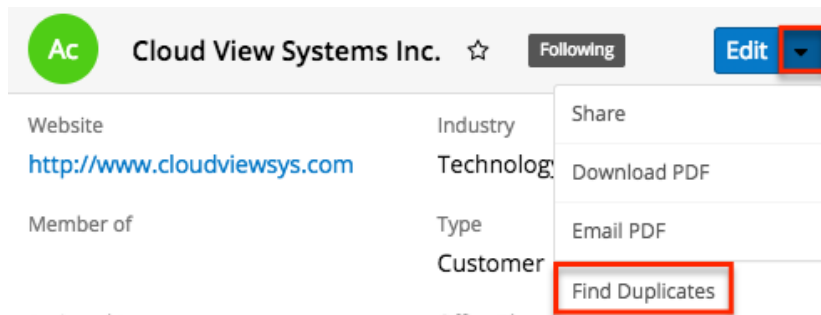 Ac
Cloud View Systems Inc.
Following
Edit
Share
Website
Industry
http://www.cloudviewsys.com
Technology
Download PDF
Member of
Type
Email PDF
Customer
Find Duplicates